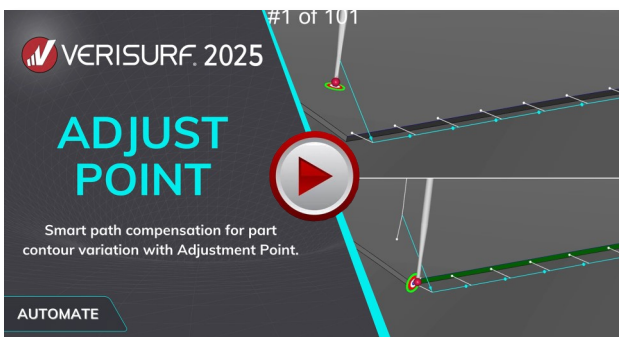 #1 of 101
VERISURF. 2025
ADJUST
POINT
Smart path compensation for part
contour variation with Adjustment Point.
AUTOMATE